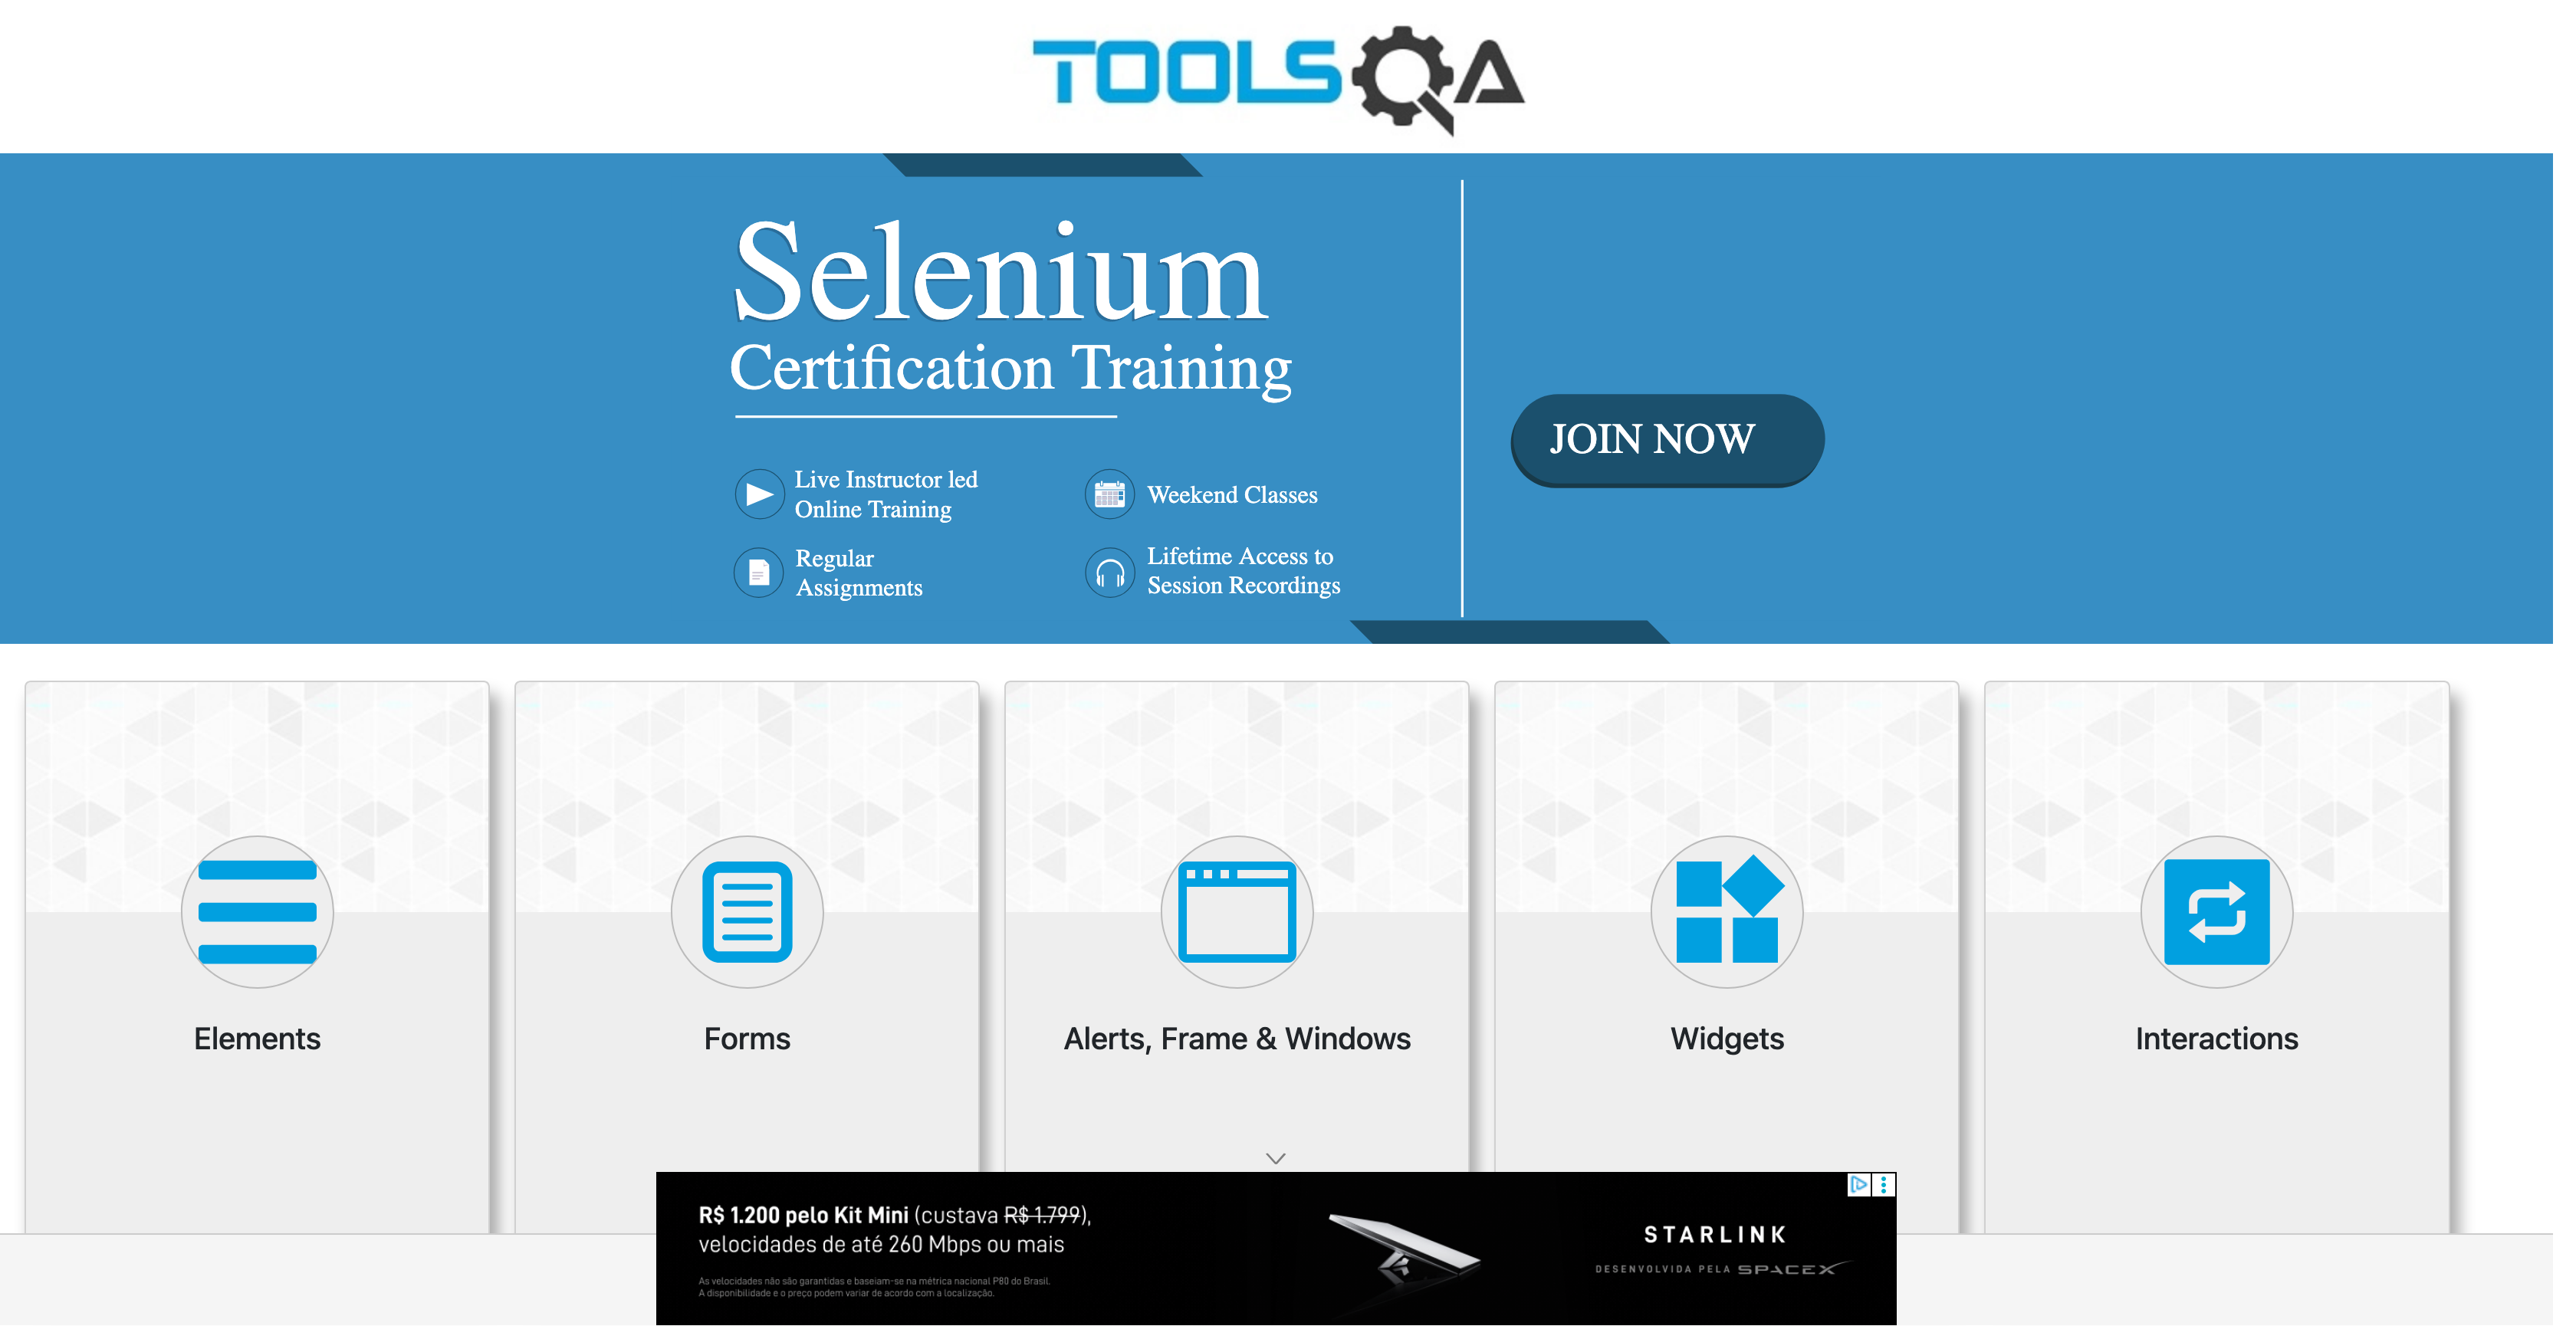 TOOLSQA
Selenium
Certification Training
Live Instructor led
Online Training
Weekend Classes
Regular
Assignments
Lifetime Access to
Session Recordings
JOIN NOW
Elements
Forms
Alerts, Frame & Windows
Widgets
Interactions
R$ 1.200 pelo Kit Mini (custava R$ 1.799),
velocidades de até 260 Mbps ou mais
As velocidades não são garantidas e baseiam-se na métrica nacional P80 do Brasil.
A disponibilidade e o preço podem variar de acordo com a localização.
STARLINK
DESENVOLVIDA PELA SPACEX